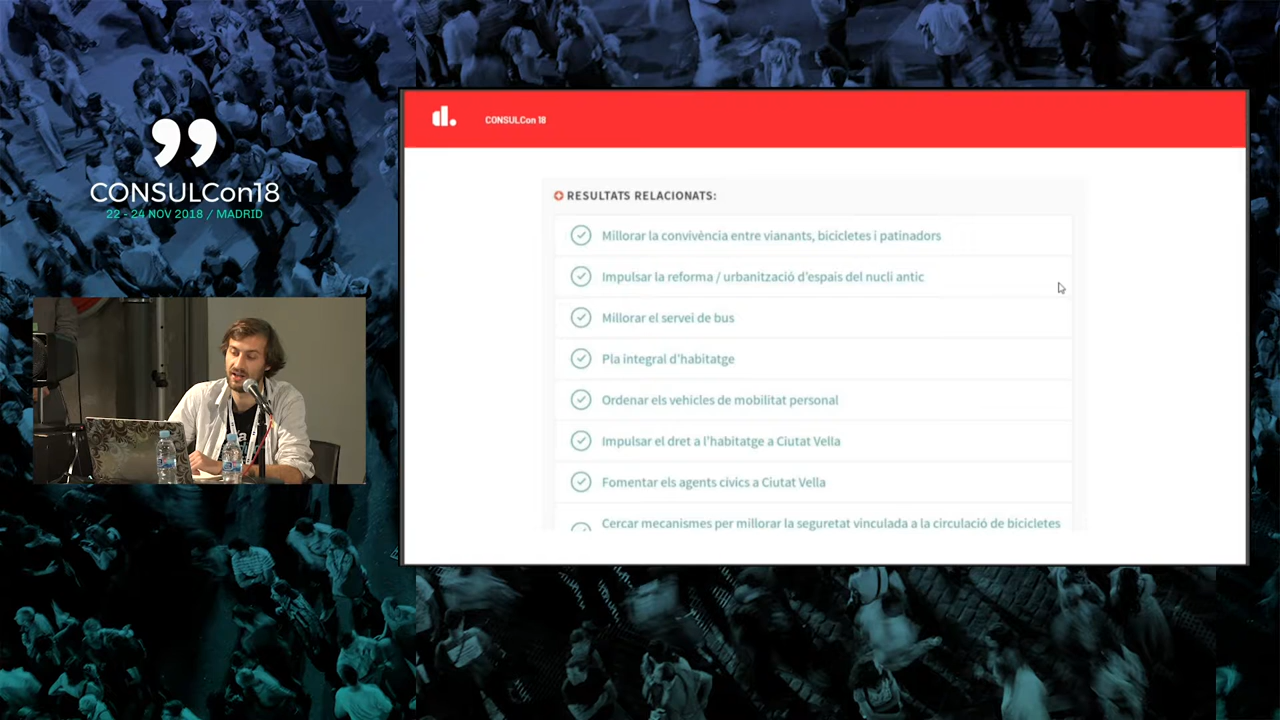 CONSULCon18
22 - 24 NOV 2018 / MADRID
d.
CONSULCon 18
RESULTATS RELACIONATS:
Millorar la convivència entre vianants, bicicletes i patinadors
Impulsar la reforma / urbanització d'espais del nucli antic
Millorar el servei de bus
Pla integral d'habitatge
Ordenar els vehicles de mobilitat personal
Impulsar el dret a l'habitatge a Ciutat Vella
Fomentar els agents cívics a Ciutat Vella
Cercar mecanismes per millorar la seguretat vinculada a la circulació de bicicletes